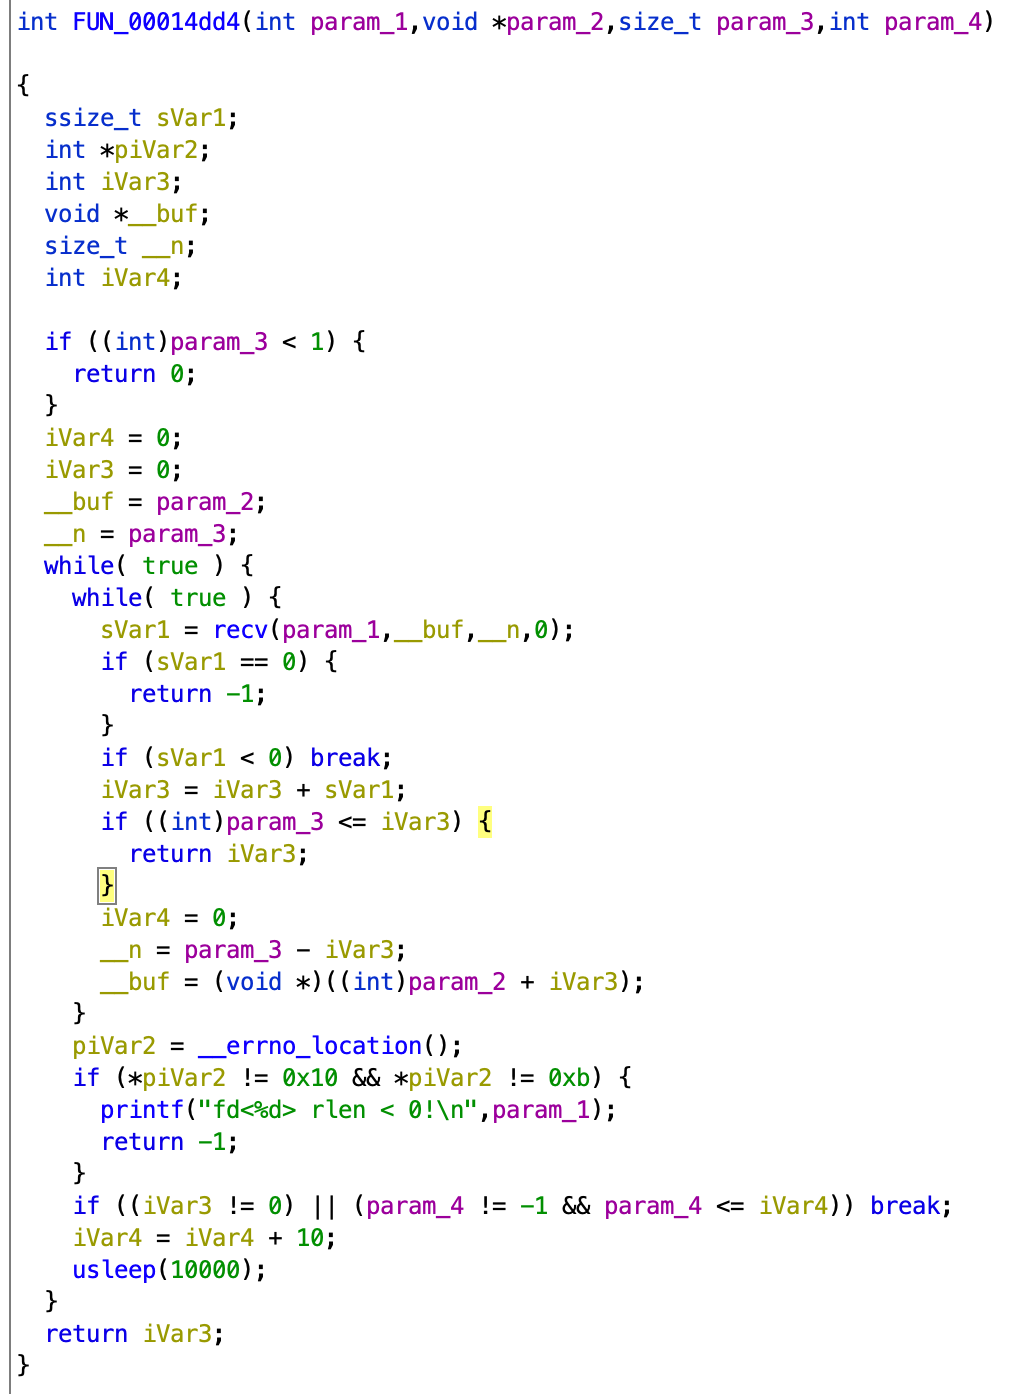 int FUN_00014dd4(int param_1,void *param_2,size_t param_3,int param_4)
{
ssize_t sVar1;
int *piVar2;
int iVar3;
void *__buf;
size_t __n;
int iVar4;
if ((int)param_3 < 1) {
return 0;
}
iVar4 = 0;
iVar3 = 0;
__buf = param_2;
__n = param_3;
while( true ) {
while( true ) {
sVar1 = recv(param_1,__buf,__n,0);
if (sVar1 == 0) {
return -1;
}
if (sVar1 < 0) break;
iVar3 = iVar3 + sVar1;
if ((int)param_3 <= iVar3) {
return iVar3;
}
iVar4 = 0;
__n = param_3 - iVar3;
__buf = (void *)((int)param_2 + iVar3);
}
piVar2 = __errno_location();
if (*piVar2 != 0x10 && *piVar2 != 0xb) {
printf("fd<%d> rlen < 0!\n",param_1);
return -1;
}
if ((iVar3 != 0) || (param_4 != -1 && param_4 <= iVar4)) break;
iVar4 = iVar4 + 10;
usleep(10000);
}
return iVar3;
}